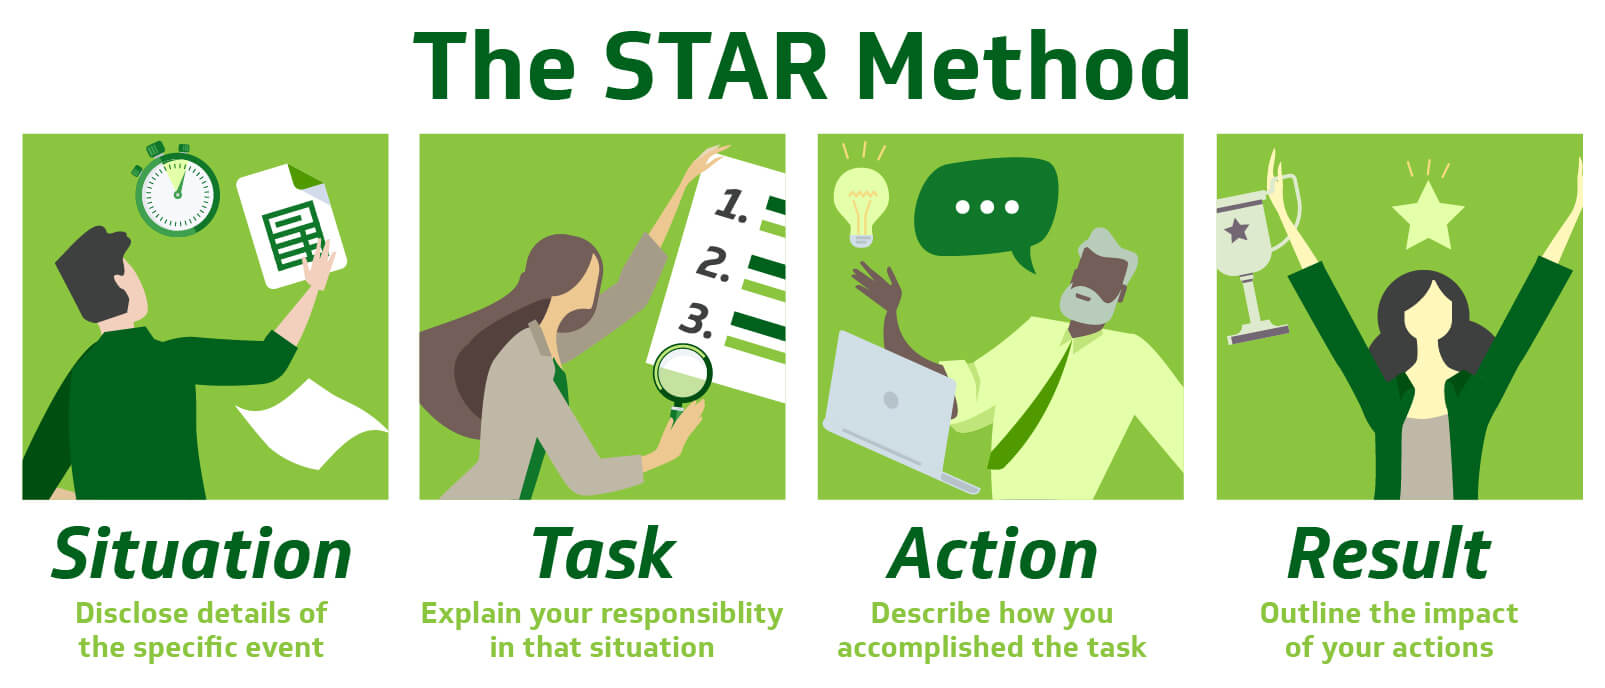 The STAR Method
1.
2.
3.
Situation
Disclose details of
the specific event
Task
Explain your responsiblity
in that situation
Action
Describe how you
accomplished the task
Result
Outline the impact
of your actions